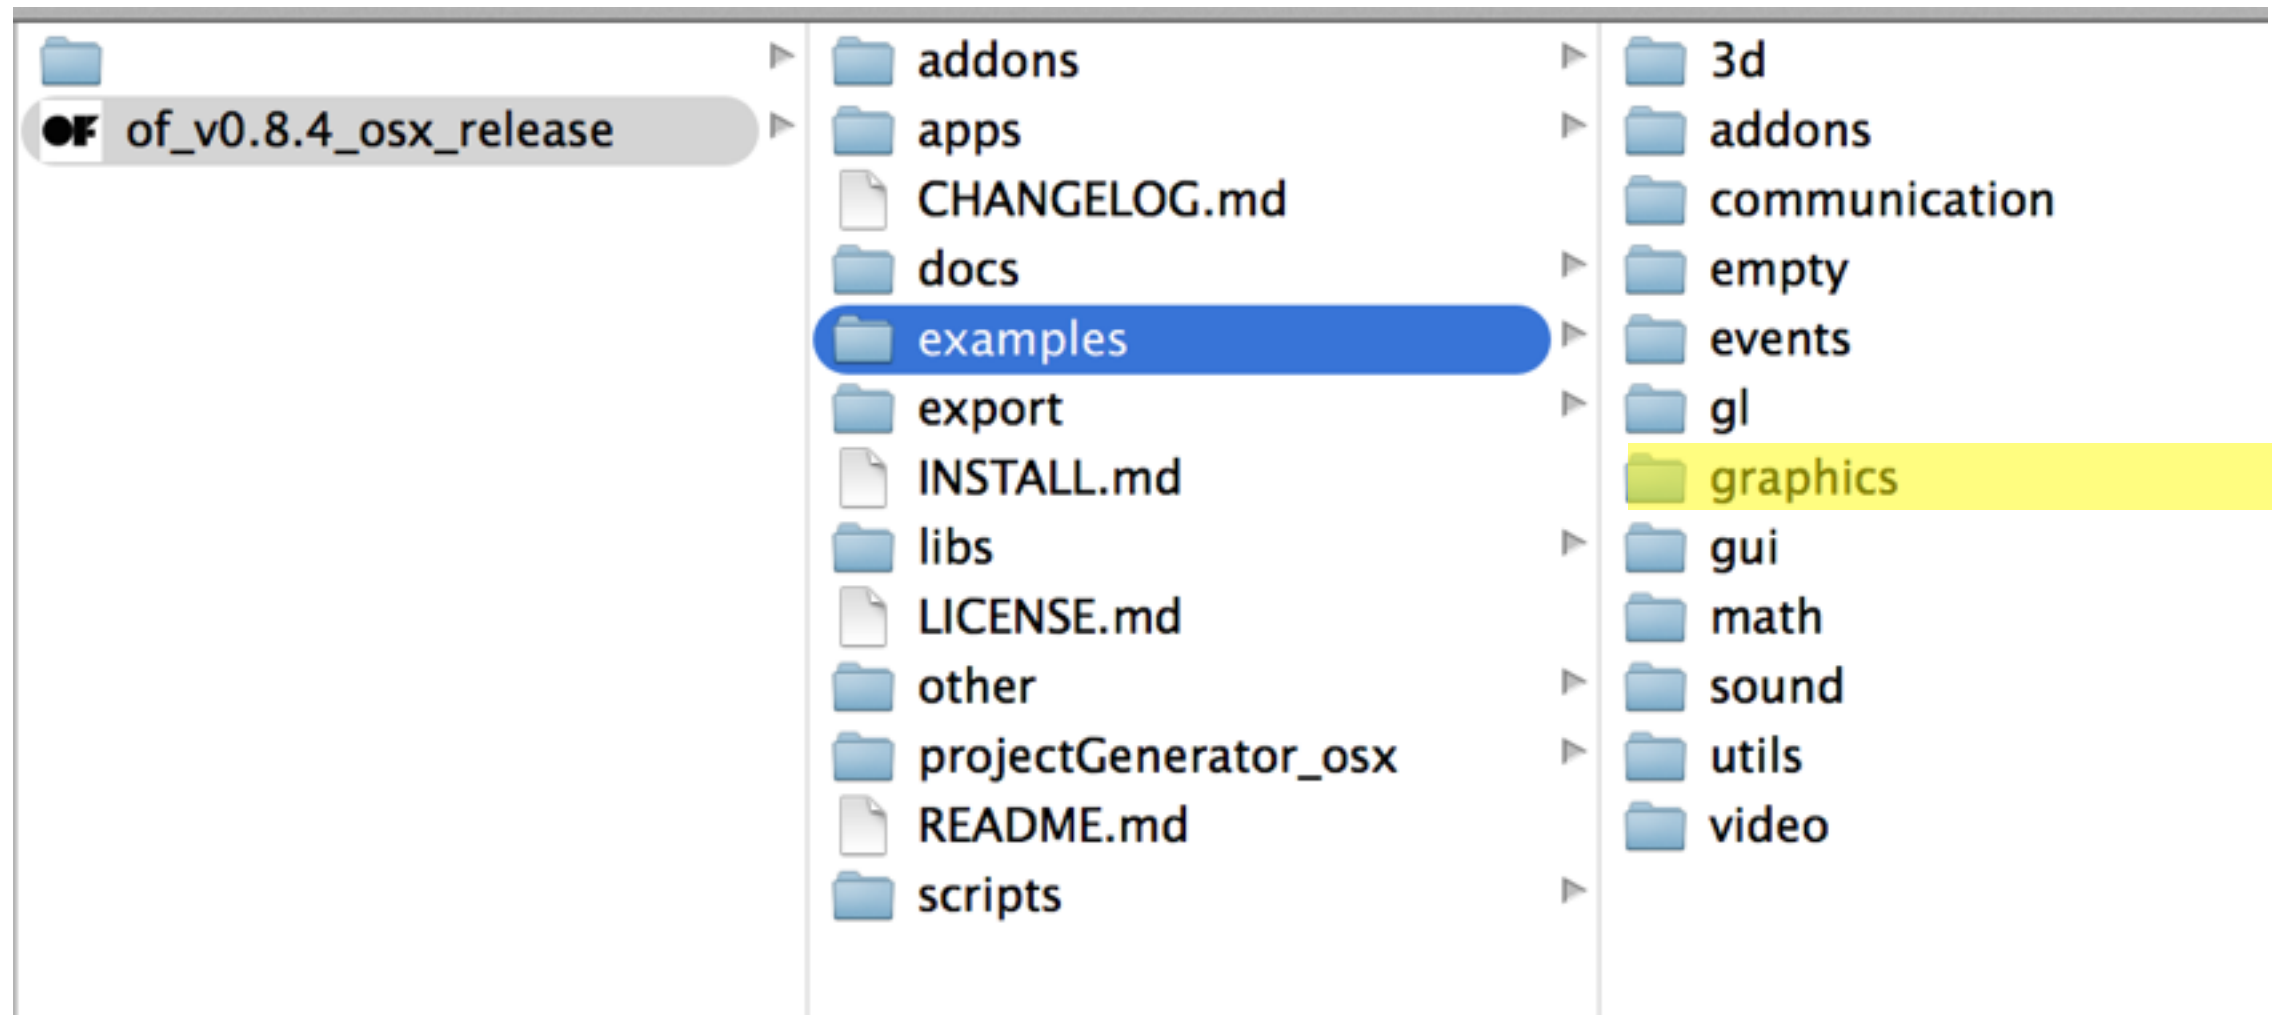 OF of_v0.8.4_osx_release
addons
apps
CHANGELOG.md
docs
examples
export
INSTALL.md
libs
LICENSE.md
other
projectGenerator_osx
README.md
scripts
3d
addons
communication
empty
events
gl
graphics
gui
math
sound
utils
video